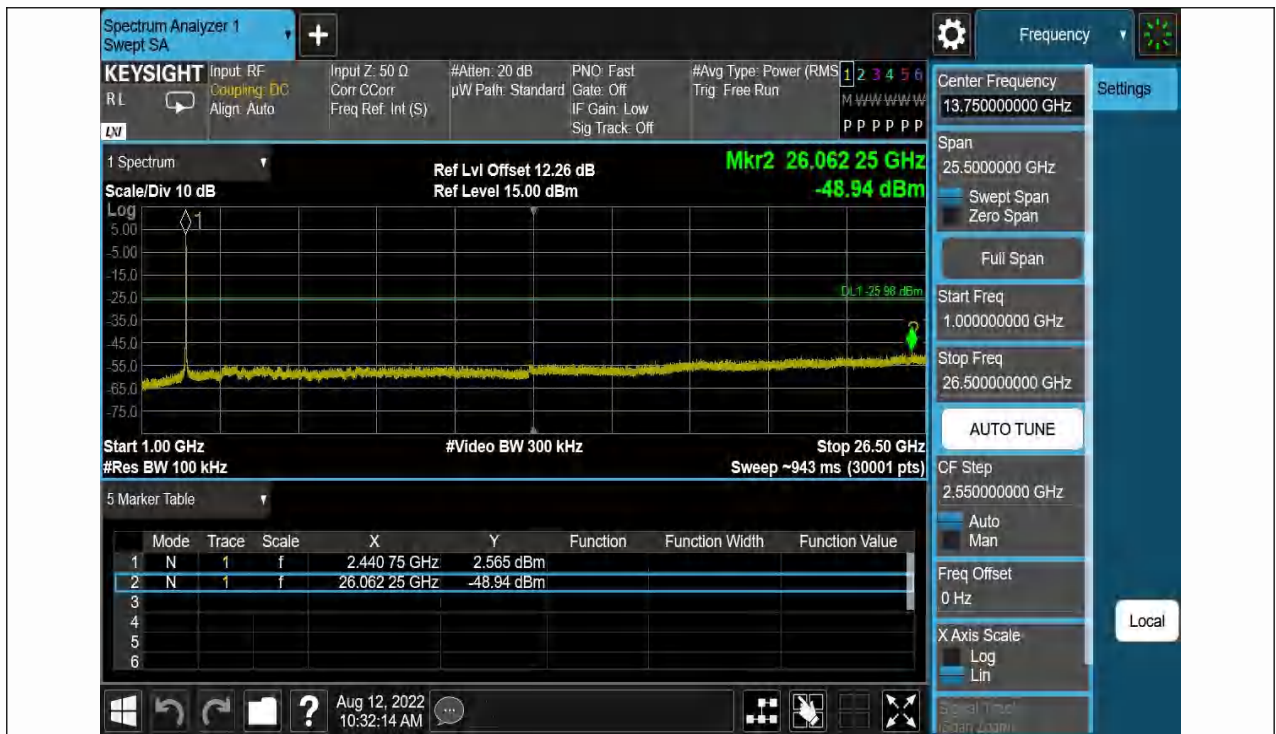 Spectrum Analyzer 1
Swept SA
+
Frequency
KEYSIGHT
RL
LXI
Input: RF
Coupling: DC
Align: Auto
Input Z: 50 Ω
Corr CCorr
Freq Ref: Int (S)
#Atten: 20 dB
µW Path: Standard
PNO: Fast
Gate: Off
IF Gain: Low
Sig Track: Off
#Avg Type: Power (RMS
Trig: Free Run
1 2 3 4 5 6
M W W W W W
P P P P P P
1 Spectrum
Scale/Div 10 dB
Ref Lvl Offset 12.26 dB
Ref Level 15.00 dBm
Mkr2 26.062 25 GHz
-48.94 dBm
Log
5.00
-5.00
-15.0
-25.0
-35.0
-45.0
-55.0
-65.0
-75.0
1
DL1 -25.98 dBm
2
Start 1.00 GHz
#Video BW 300 kHz
Stop 26.50 GHz
#Res BW 100 kHz
Sweep ~943 ms (30001 pts)
5 Marker Table
Mode Trace Scale X Y Function Function Width Function Value
1 N 1 f 2.440 75 GHz 2.565 dBm
2 N 1 f 26.062 25 GHz -48.94 dBm
3
4
5
6
?
Aug 12, 2022
10:32:14 AM
Center Frequency
13.750000000 GHz
Settings
Span
25.5000000 GHz
Swept Span
Zero Span
Full Span
Start Freq
1.000000000 GHz
Stop Freq
26.500000000 GHz
AUTO TUNE
CF Step
2.550000000 GHz
Auto
Man
Freq Offset
0 Hz
X Axis Scale
Log
Lin
Local
Signal Track
(Span Zoom)